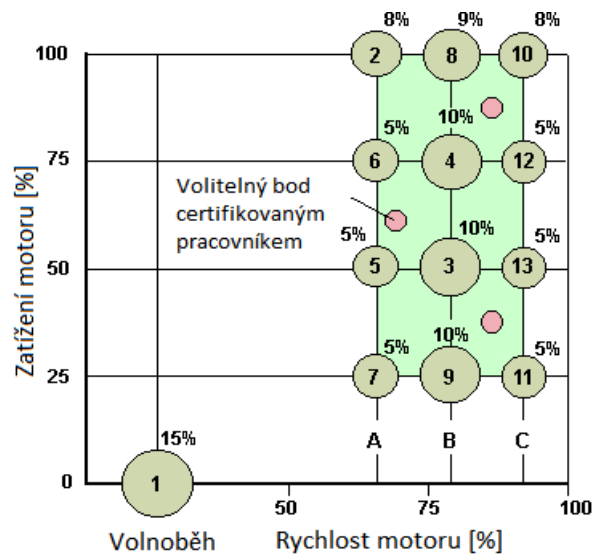 8% 9% 8%
100 2 8 10
10%
5% 5%
75 6 4 12
Volitelný bod
certifikovaným
pracovníkem
5% 10% 5%
50 5 3 13
5% 10% 5%
25 7 9 11
A B C
15%
0 1
50 75 100
Volnoběh Rychlost motoru [%]
Zatížení motoru [%]